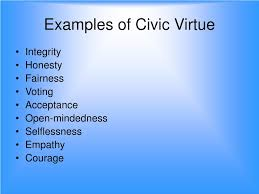 Examples of Civic Virtue
• Integrity
• Honesty
• Fairness
• Voting
• Acceptance
• Open-mindedness
• Selflessness
• Empathy
• Courage